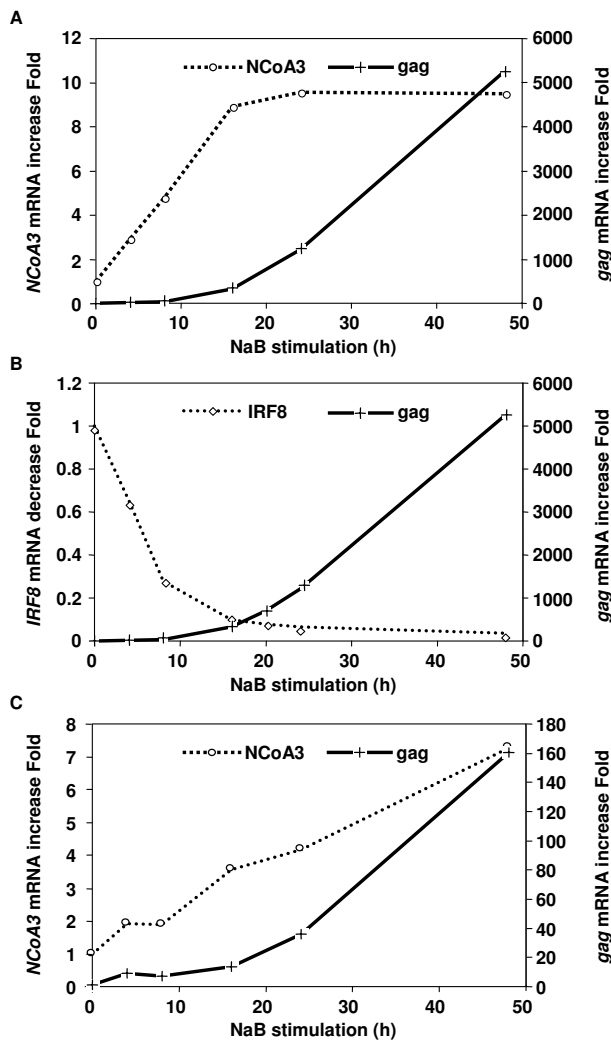 A
NCoA3 mRNA increase Fold
12
10
8
6
4
2
0
NCoA3
gag
6000
5000
4000
3000
2000
1000
0
gag mRNA increase Fold
0 10 20 30 40 50
NaB stimulation (h)
B
IRF8 mRNA decrease Fold
1.2
1
0.8
0.6
0.4
0.2
0
IRF8
gag
6000
5000
4000
3000
2000
1000
0
gag mRNA increase Fold
0 10 20 30 40 50
NaB stimulation (h)
C
NCoA3 mRNA increase Fold
8
7
6
5
4
3
2
1
0
NCoA3
gag
180
160
140
120
100
80
60
40
20
0
gag mRNA increase Fold
0 10 20 30 40 50
NaB stimulation (h)